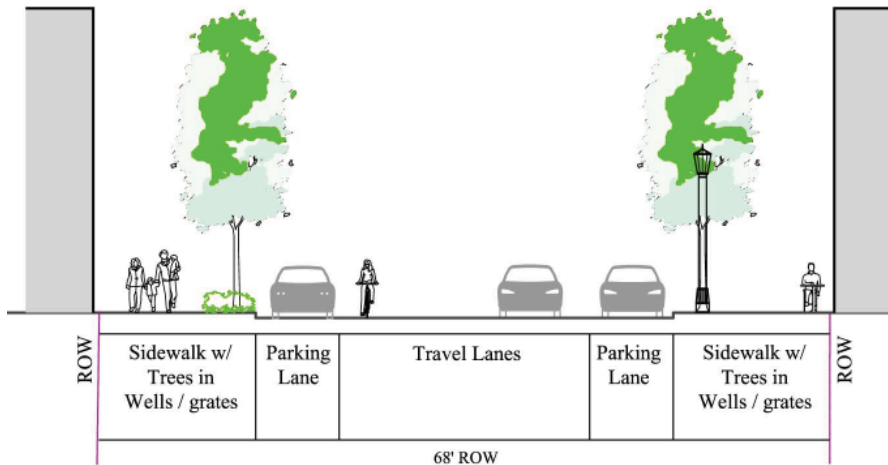 ROW
Sidewalk w/
Trees in
Wells / grates
Parking
Lane
Travel Lanes
Parking
Lane
Sidewalk w/
Trees in
Wells / grates
ROW
68' ROW